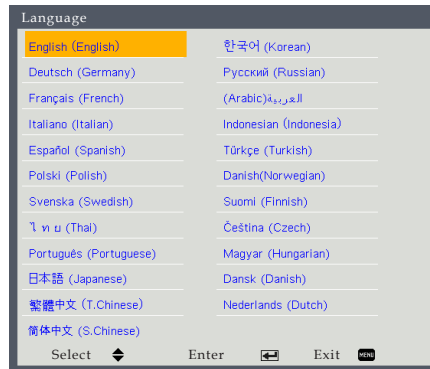 Language
English (English)
Deutsch (Germany)
Français (French)
Italiano (Italian)
Español (Spanish)
Polski (Polish)
Svenska (Swedish)
ไทย (Thai)
Português (Portuguese)
日本語 (Japanese)
繁體中文 (T.Chinese)
简体中文 (S.Chinese)
한국어 (Korean)
Русский (Russian)
العربية (Arabic)
Indonesian (Indonesia)
Türkçe (Turkish)
Danish(Norwegian)
Suomi (Finnish)
Čeština (Czech)
Magyar (Hungarian)
Dansk (Danish)
Nederlands (Dutch)
Select Enter Exit MENU